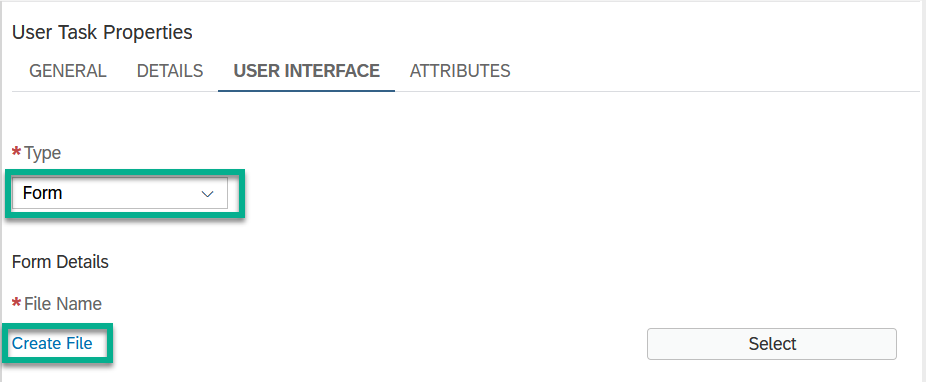 User Task Properties
GENERAL DETAILS USER INTERFACE ATTRIBUTES
*Type
Form
Form Details
*File Name
Create File Select